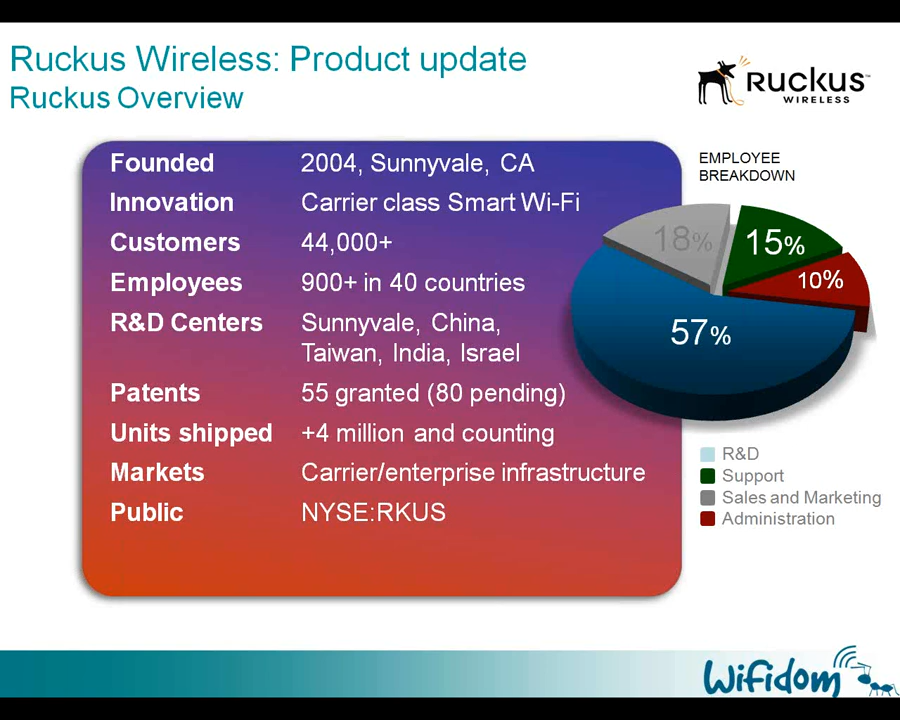 Ruckus Wireless: Product update
Ruckus Overview
RUCKUS™
WIRELESS
Founded 2004, Sunnyvale, CA
Innovation Carrier class Smart Wi-Fi
Customers 44,000+
Employees 900+ in 40 countries
R&D Centers Sunnyvale, China,
Taiwan, India, Israel
Patents 55 granted (80 pending)
Units shipped +4 million and counting
Markets Carrier/enterprise infrastructure
Public NYSE:RKUS
EMPLOYEE
BREAKDOWN
18%
15%
10%
57%
R&D
Support
Sales and Marketing
Administration
Wifidom